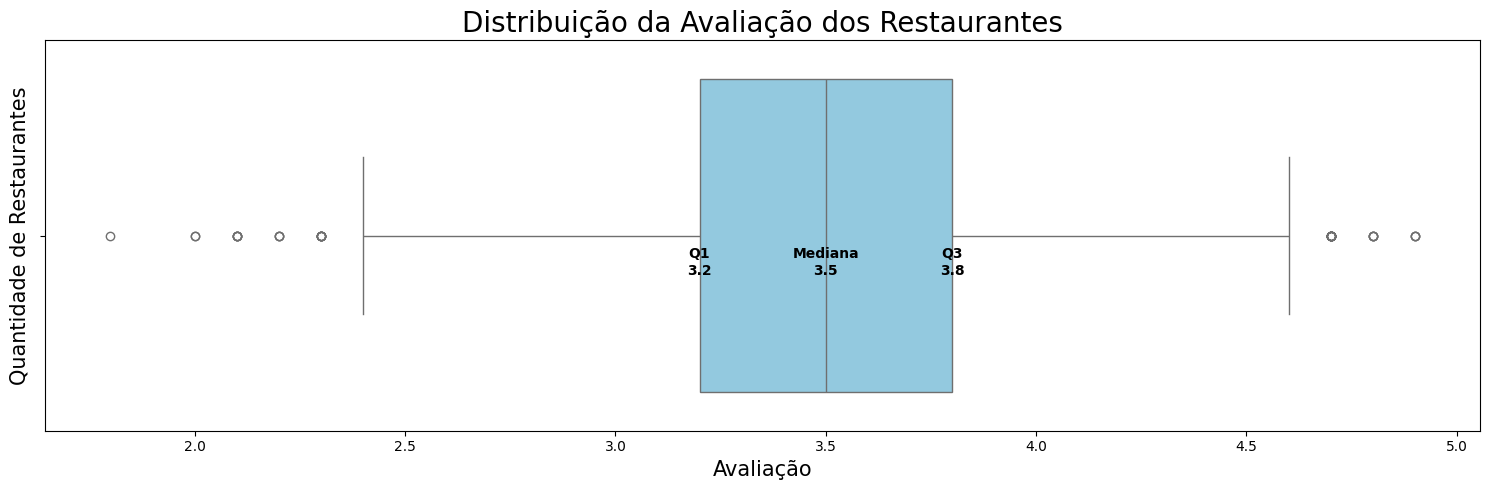 Distribuição da Avaliação dos Restaurantes
Quantidade de Restaurantes
Q1
3.2
Mediana
3.5
Q3
3.8
2.0
2.5
3.0
3.5
4.0
4.5
5.0
Avaliação